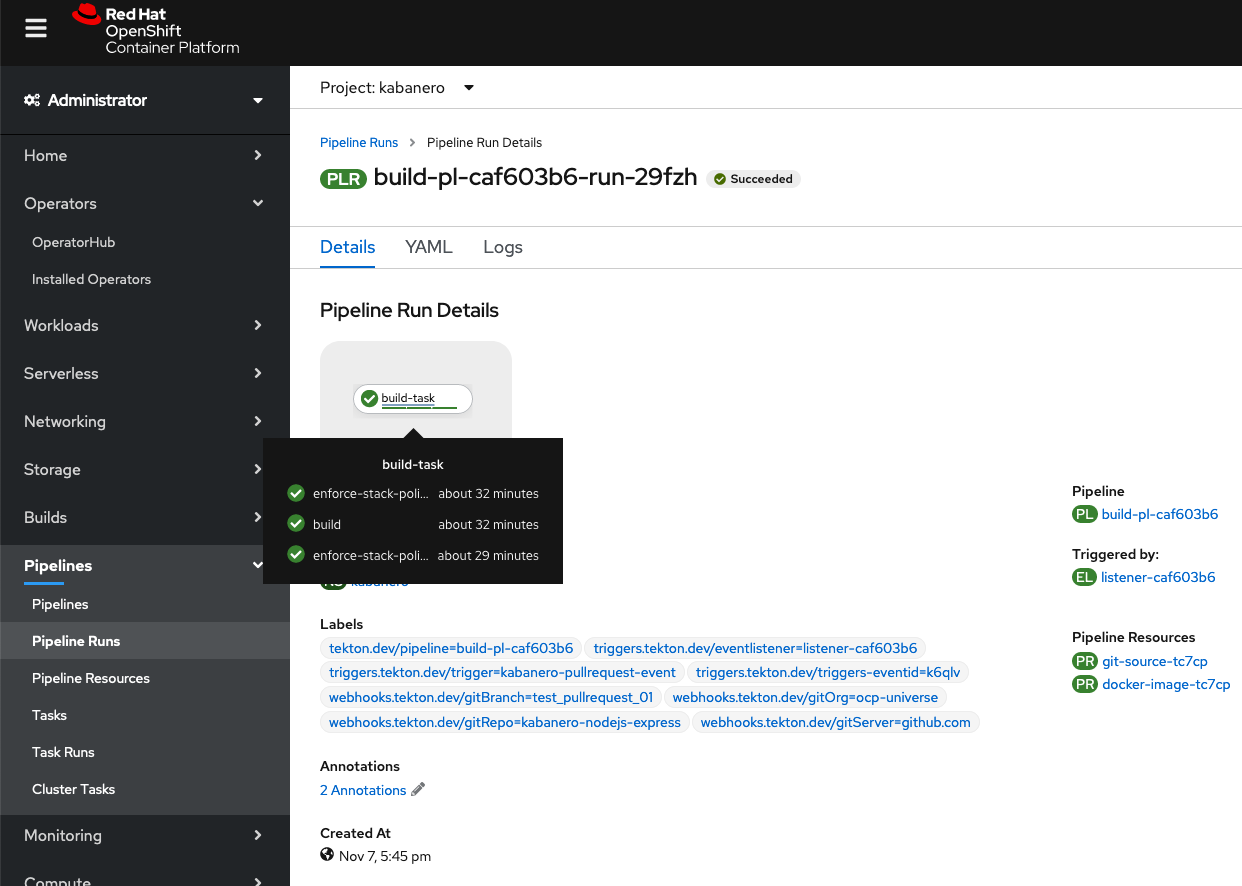 Red Hat
OpenShift
Container Platform
Administrator
Home
Operators
OperatorHub
Installed Operators
Workloads
Serverless
Networking
Storage
Builds
Pipelines
Pipelines
Pipeline Runs
Pipeline Resources
Tasks
Task Runs
Cluster Tasks
Monitoring
Compute
Project: kabanero
Pipeline Runs > Pipeline Run Details
PLR build-pl-caf603b6-run-29fzh Succeeded
Details YAML Logs
Pipeline Run Details
build-task
build-task
enforce-stack-poli... about 32 minutes
build about 32 minutes
enforce-stack-poli... about 29 minutes
NS kabanero
Labels
tekton.dev/pipeline=build-pl-caf603b6 triggers.tekton.dev/eventlistener=listener-caf603b6
triggers.tekton.dev/trigger=kabanero-pullrequest-event triggers.tekton.dev/triggers-eventid=k6qlv
webhooks.tekton.dev/gitBranch=test_pullrequest_01 webhooks.tekton.dev/gitOrg=ocp-universe
webhooks.tekton.dev/gitRepo=kabanero-nodejs-express webhooks.tekton.dev/gitServer=github.com
Annotations
2 Annotations
Created At
Nov 7, 5:45 pm
Pipeline
PL build-pl-caf603b6
Triggered by:
EL listener-caf603b6
Pipeline Resources
PR git-source-tc7cp
PR docker-image-tc7cp